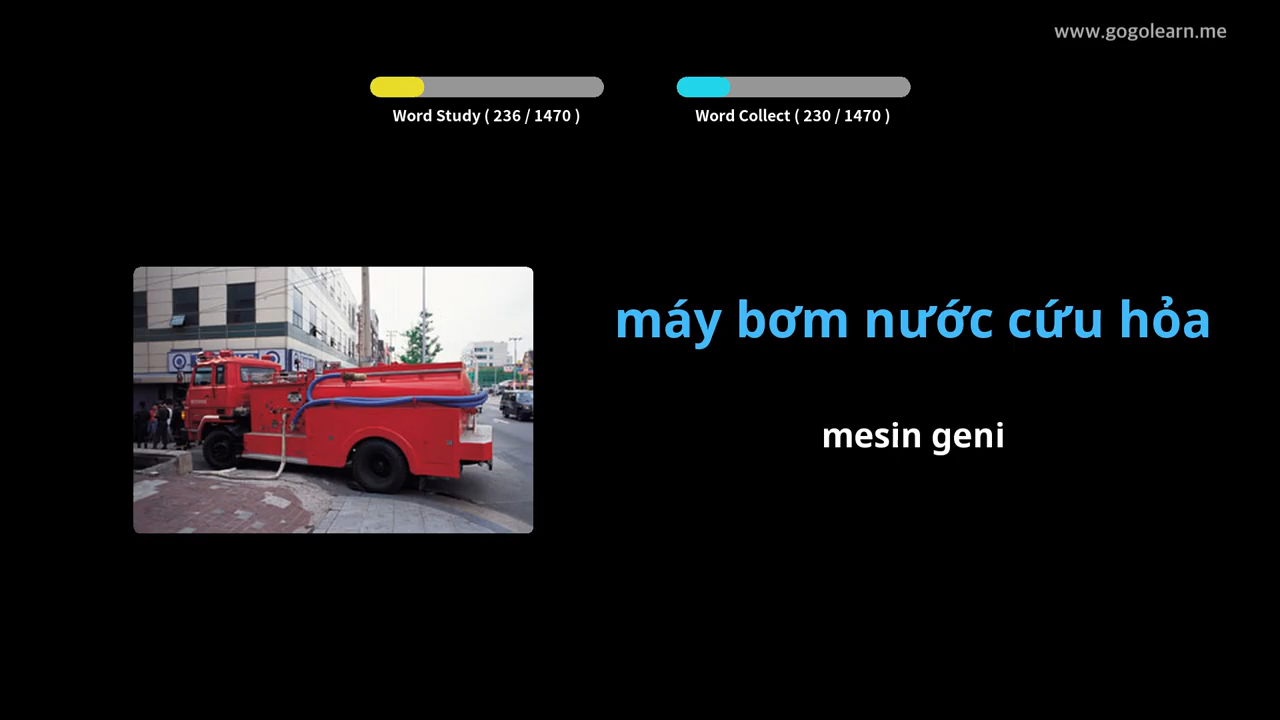 www.gogolearn.me
Word Study ( 236 / 1470 )
Word Collect ( 230 / 1470 )
máy bơm nước cứu hỏa
mesin geni